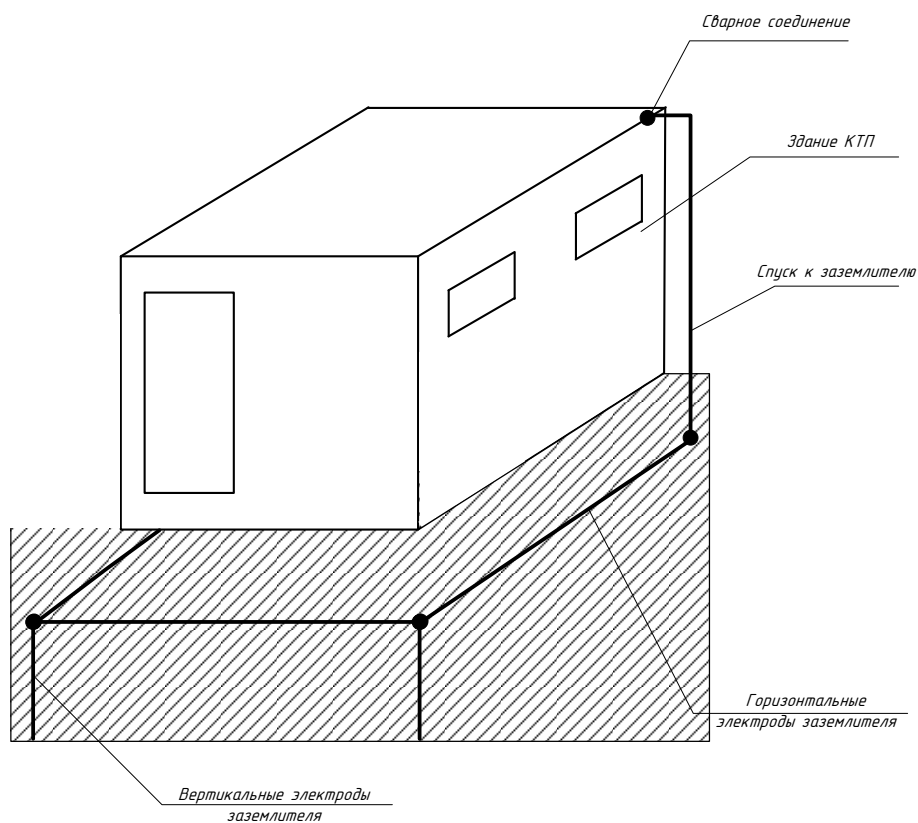 Сварное соединение
Здание КТП
Спуск к заземлителю
Горизонтальные
электроды заземлителя
Вертикальные электроды
заземлителя